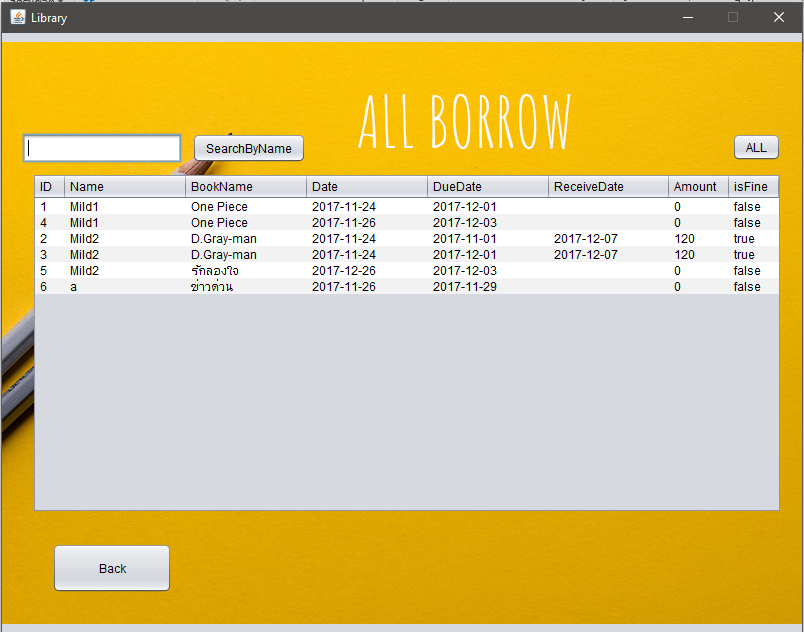 Library
ALL BORROW
SearchByName ALL
ID Name BookName Date DueDate ReceiveDate Amount isFine
1 Mild1 One Piece 2017-11-24 2017-12-01 0 false
4 Mild1 One Piece 2017-11-26 2017-12-03 0 false
2 Mild2 D.Gray-man 2017-11-24 2017-11-01 2017-12-07 120 true
3 Mild2 D.Gray-man 2017-11-24 2017-12-01 2017-12-07 120 true
5 Mild2 รักลองใจ 2017-12-26 2017-12-03 0 false
6 a ข่าวด่วน 2017-11-26 2017-11-29 0 false
Back